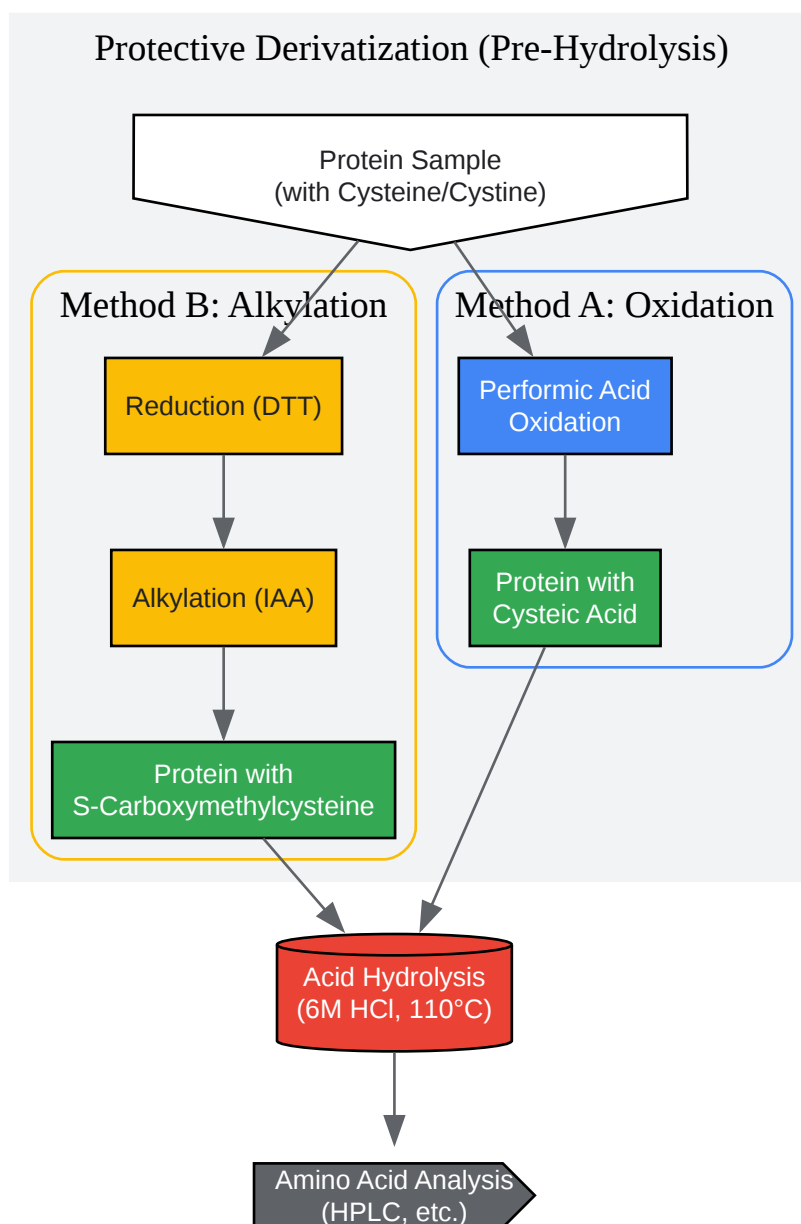 Protective Derivatization (Pre-Hydrolysis)
Protein Sample
(with Cysteine/Cystine)
Method B: Alkylation
Method A: Oxidation
Reduction (DTT)
Performic Acid
Oxidation
Alkylation (IAA)
Protein with
Cysteic Acid
Protein with
S-Carboxymethylcysteine
Acid Hydrolysis
(6M HCl, 110°C)
Amino Acid Analysis
(HPLC, etc.)